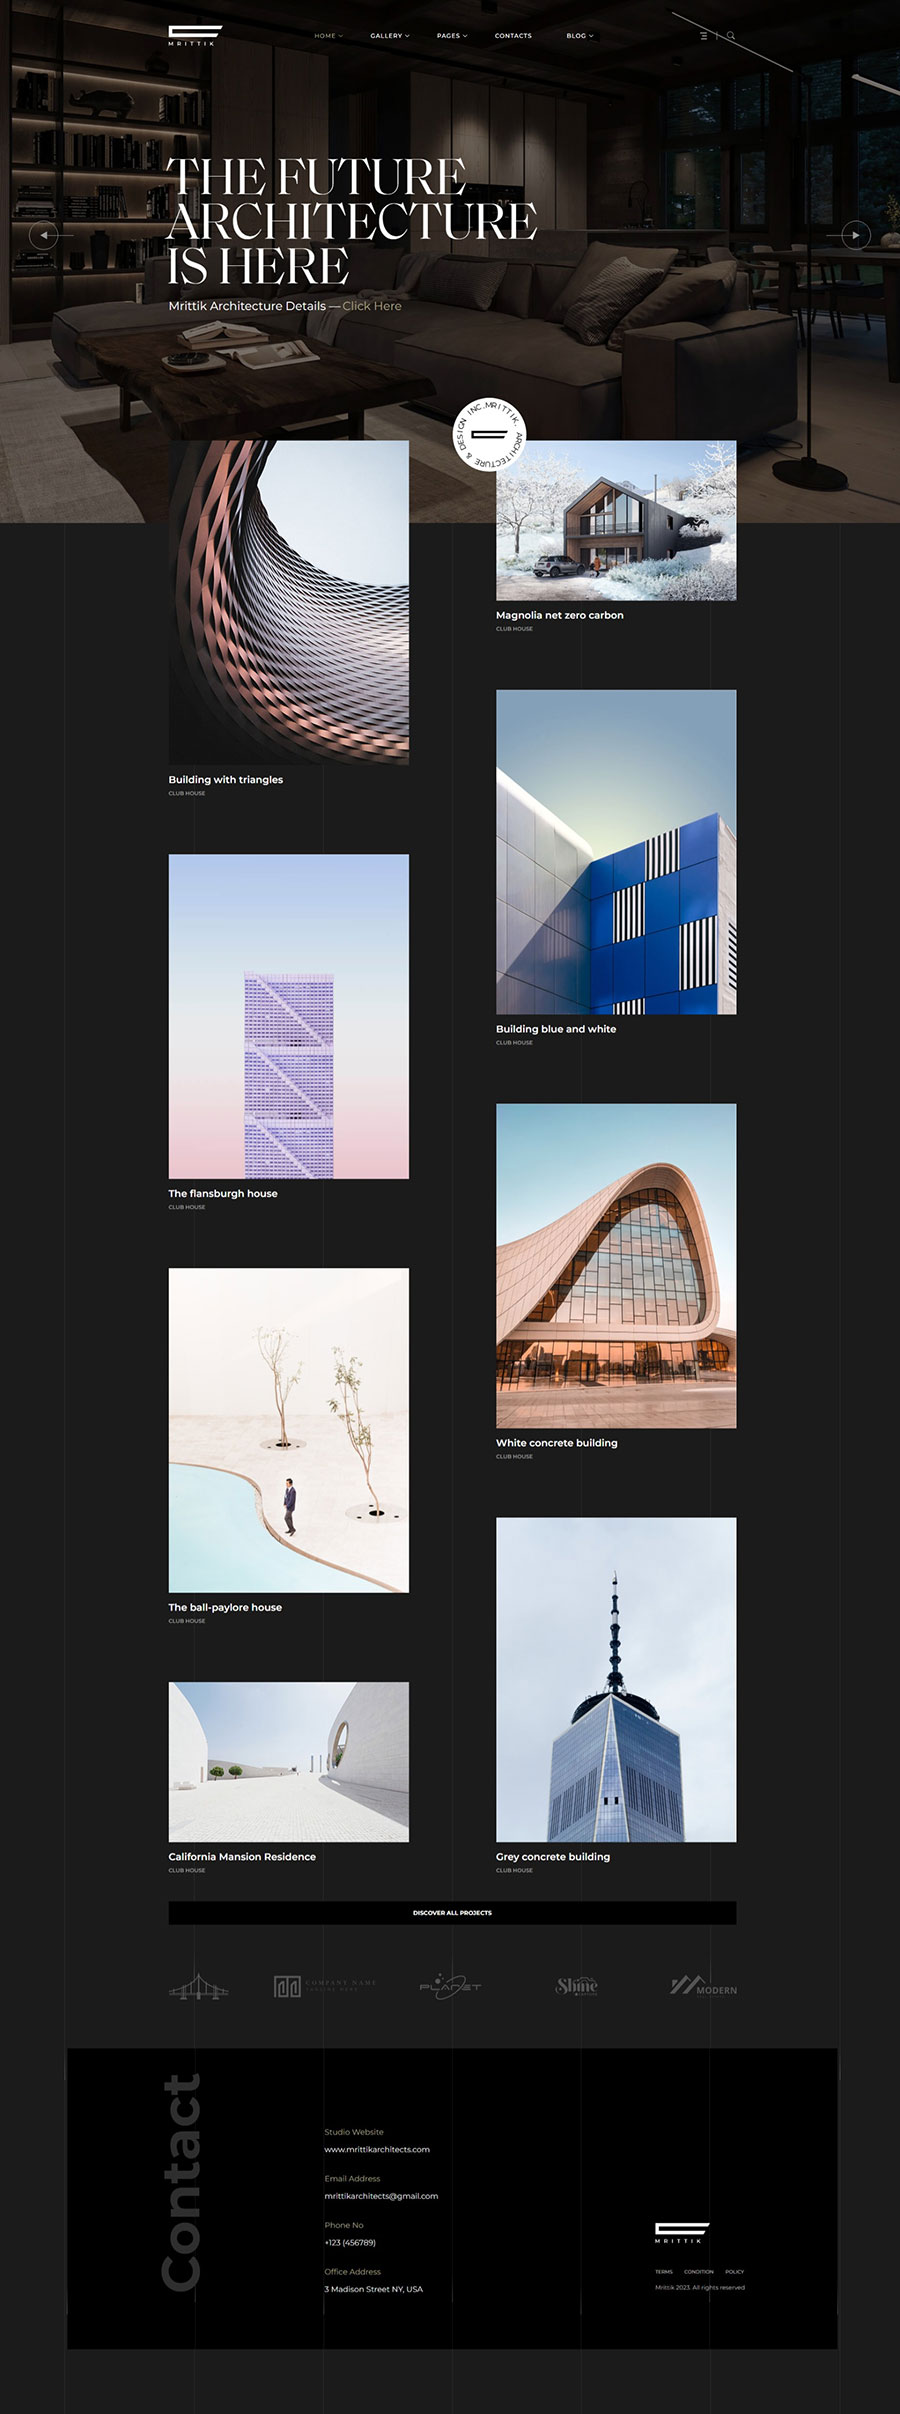 MRITTIK
HOME
GALLERY
PAGES
CONTACTS
BLOG
THE FUTURE
ARCHITECTURE
IS HERE
Mrittik Architecture Details — Click Here
MRITTIK, ARCHITECTURE & DESIGN INC.
Magnolia net zero carbon
CLUB HOUSE
Building with triangles
CLUB HOUSE
Building blue and white
CLUB HOUSE
The flansburgh house
CLUB HOUSE
White concrete building
CLUB HOUSE
The ball-paylore house
CLUB HOUSE
California Mansion Residence
CLUB HOUSE
Grey concrete building
CLUB HOUSE
DISCOVER ALL PROJECTS
COMPANY NAME
TAGLINE HERE
PLANET
Shine
MODERN
Contact
Studio Website
www.mrittikarchitects.com
Email Address
mrittikarchitects@gmail.com
Phone No
+123 (456789)
Office Address
3 Madison Street NY, USA
MRITTIK
TERMS
CONDITION
POLICY
Mrittik 2023. All rights reserved